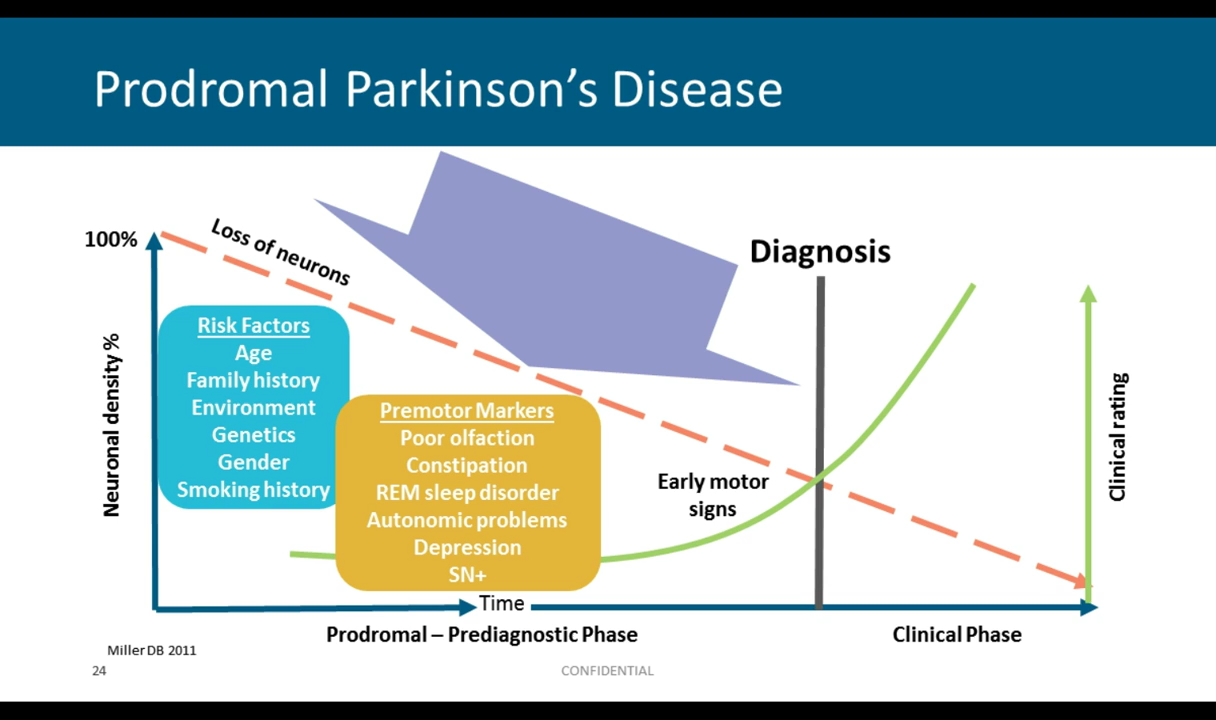 Prodromal Parkinson’s Disease
100%
Loss of neurons
Diagnosis
Neuronal density %
Risk Factors
Age
Family history
Environment
Genetics
Gender
Smoking history
Premotor Markers
Poor olfaction
Constipation
REM sleep disorder
Autonomic problems
Depression
SN+
Early motor
signs
Clinical rating
Time
Prodromal – Prediagnostic Phase
Clinical Phase
Miller DB 2011
24
CONFIDENTIAL